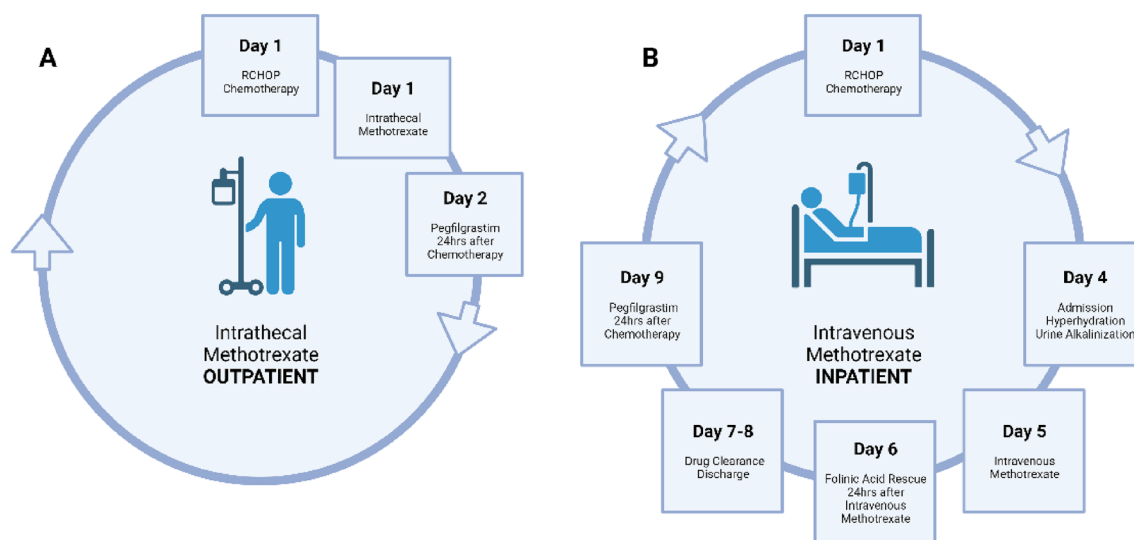 A
Day 1
RCHOP
Chemotherapy
Day 1
Intrathecal
Methotrexate
Day 2
Pegfilgrastim
24hrs after
Chemotherapy
Intrathecal
Methotrexate
OUTPATIENT
B
Day 1
RCHOP
Chemotherapy
Day 4
Admission
Hyperhydration
Urine Alkalinization
Day 5
Intravenous
Methotrexate
Day 6
Folinic Acid Rescue
24hrs after
Intravenous
Methotrexate
Day 7-8
Drug Clearance
Discharge
Day 9
Pegfilgrastim
24hrs after
Chemotherapy
Intravenous
Methotrexate
INPATIENT